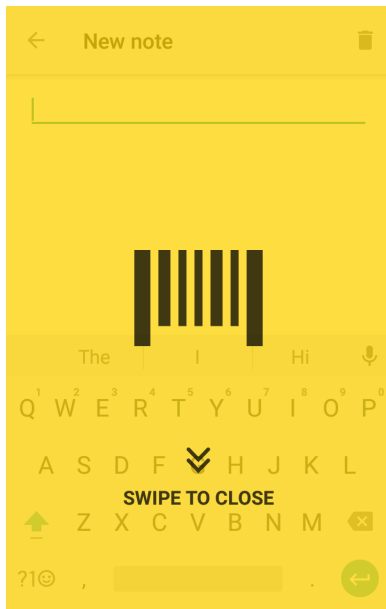 New note
The I Hi
1 2 3 4 5 6 7 8 9 0
Q W E R T Y U I O P
A S D F G H J K L
SWIPE TO CLOSE
Z X C V B N M
?1☺ , .